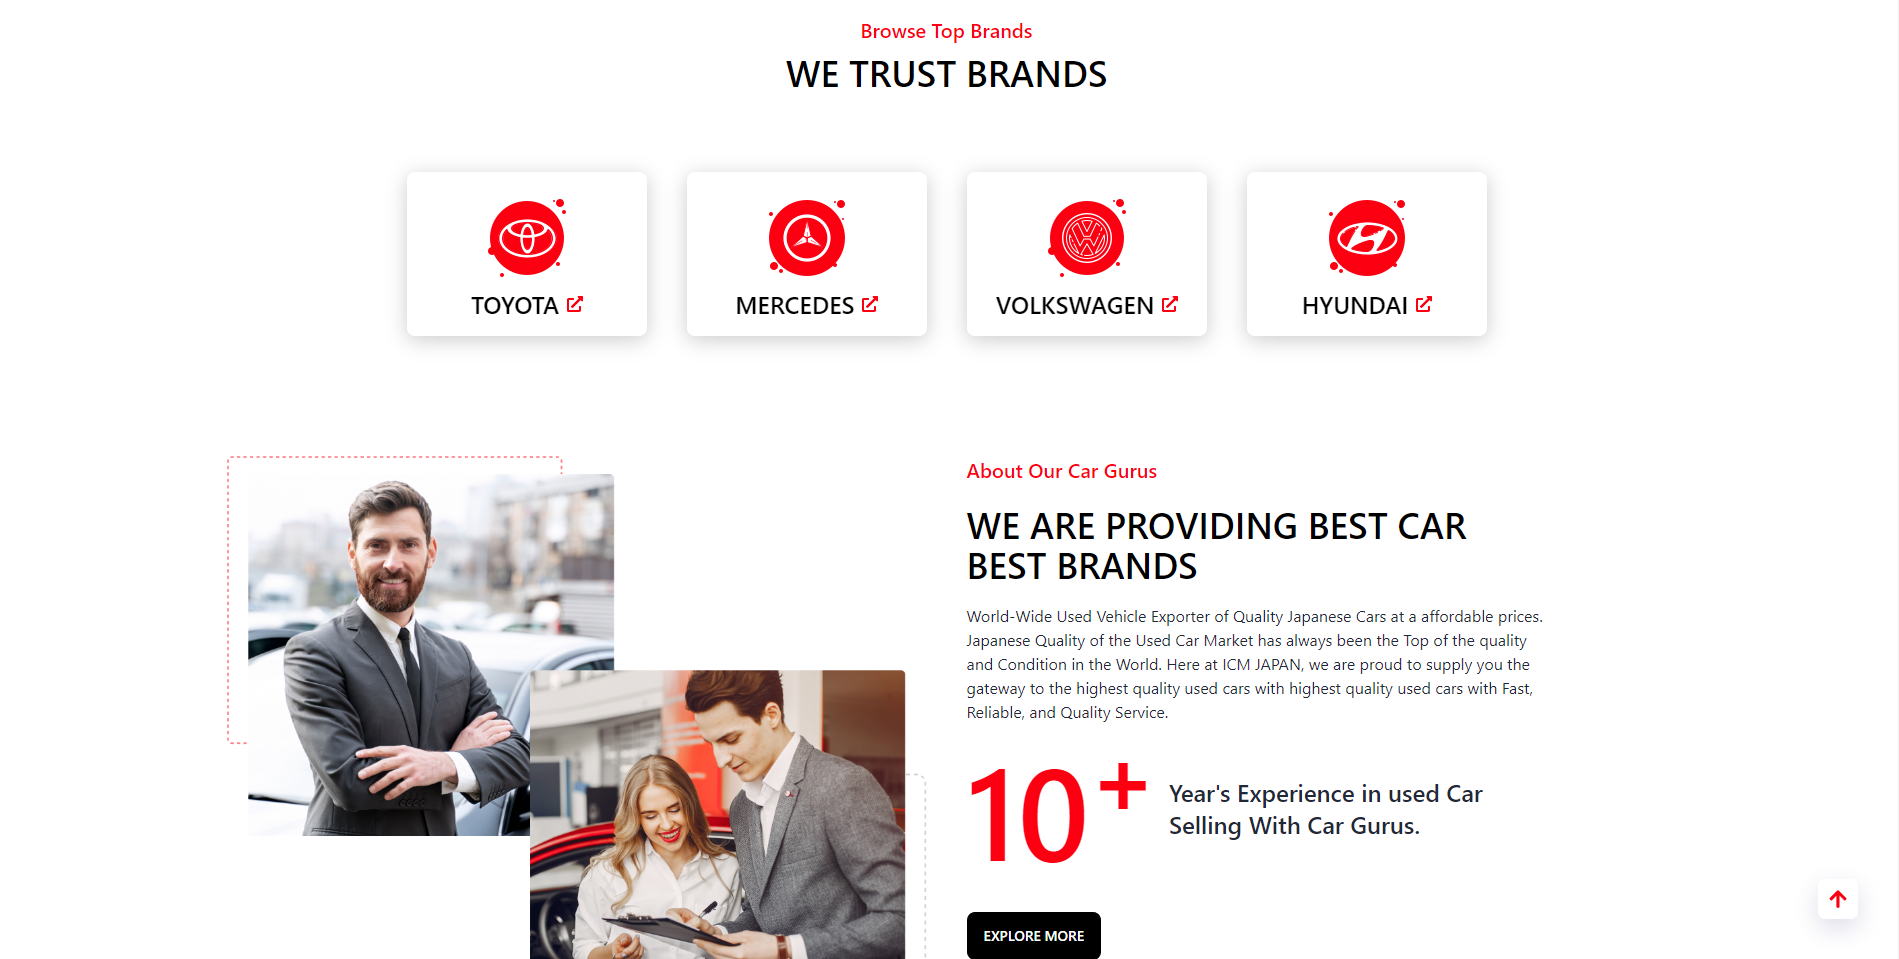 Browse Top Brands
WE TRUST BRANDS
TOYOTA
MERCEDES
VOLKSWAGEN
HYUNDAI
About Our Car Gurus
WE ARE PROVIDING BEST CAR
BEST BRANDS
World-Wide Used Vehicle Exporter of Quality Japanese Cars at a affordable prices.
Japanese Quality of the Used Car Market has always been the Top of the quality
and Condition in the World. Here at ICM JAPAN, we are proud to supply you the
gateway to the highest quality used cars with highest quality used cars with Fast,
Reliable, and Quality Service.
10+
Year's Experience in used Car
Selling With Car Gurus.
EXPLORE MORE